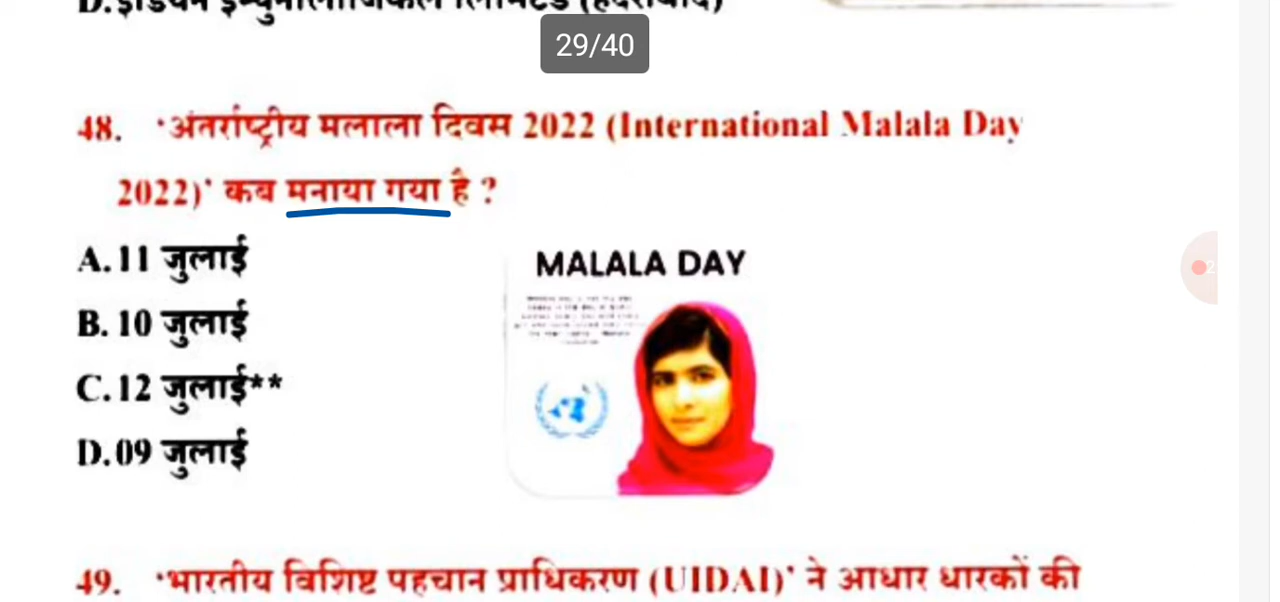 29/40
48. 'अंतर्राष्ट्रीय मलाला दिवस 2022 (International Malala Day
2022)' कब मनाया गया है ?
A. 11 जुलाई
B. 10 जुलाई
C. 12 जुलाई**
D. 09 जुलाई
MALALA DAY
49. 'भारतीय विशिष्ट पहचान प्राधिकरण (UIDAI)' ने आधार धारकों की